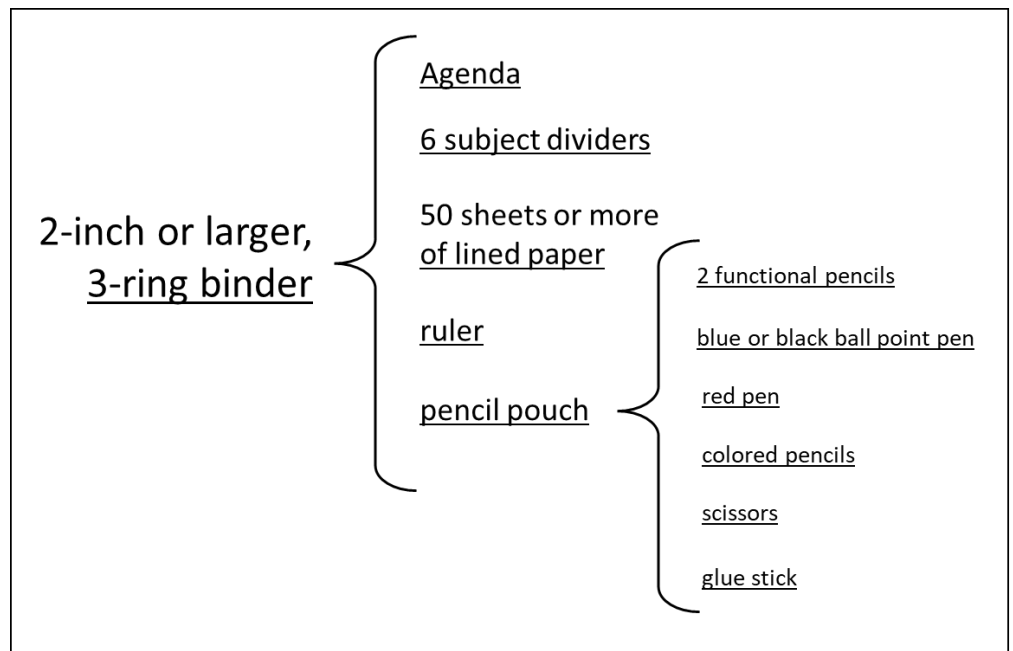 2-inch or larger,
3-ring binder
Agenda
6 subject dividers
50 sheets or more
of lined paper
ruler
pencil pouch
2 functional pencils
blue or black ball point pen
red pen
colored pencils
scissors
glue stick